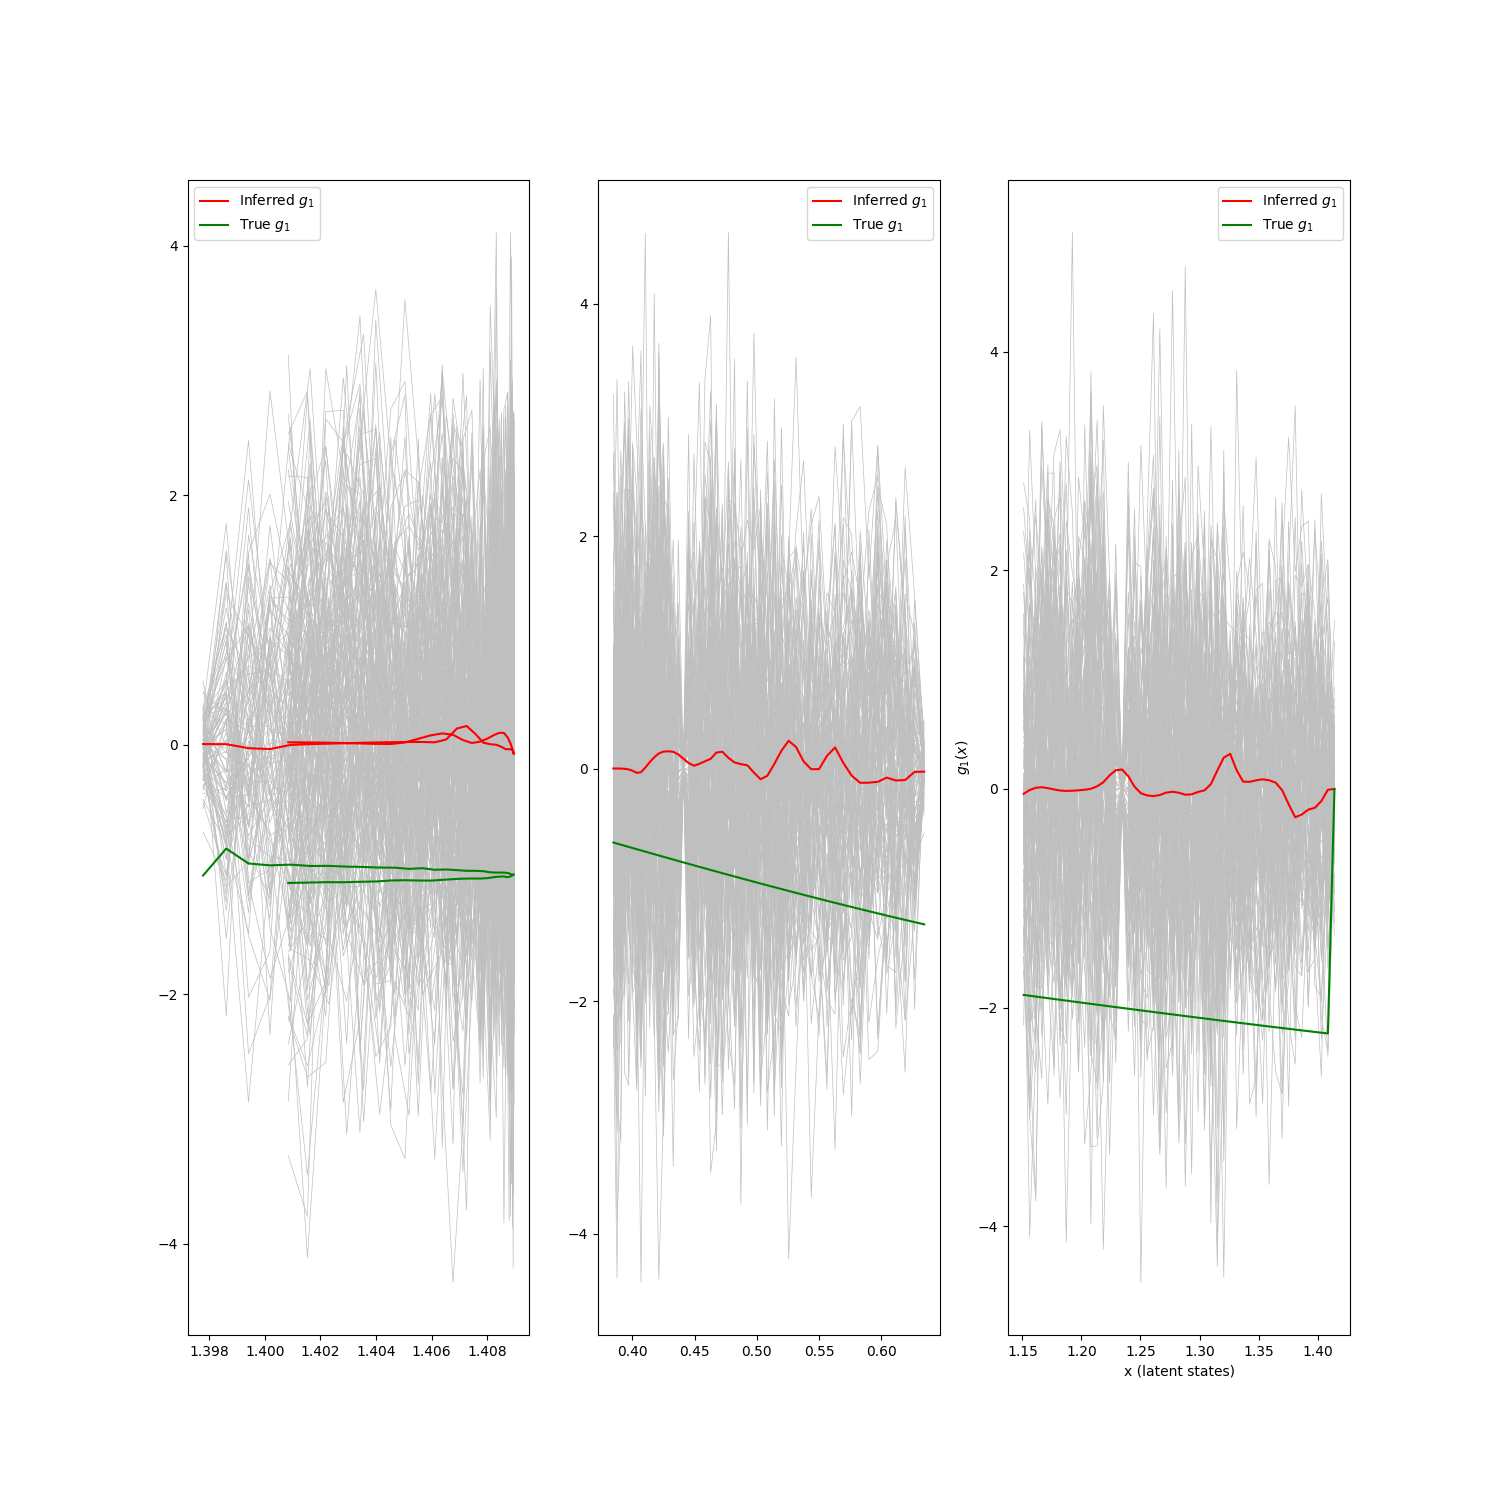 Inferred g₁
True g₁
4
2
0
−2
−4
1.398 1.400 1.402 1.404 1.406 1.408
Inferred g₁
True g₁
4
2
0
−2
−4
0.40 0.45 0.50 0.55 0.60
Inferred g₁
True g₁
g₁(x)
4
2
0
−2
−4
1.15 1.20 1.25 1.30 1.35 1.40
x (latent states)